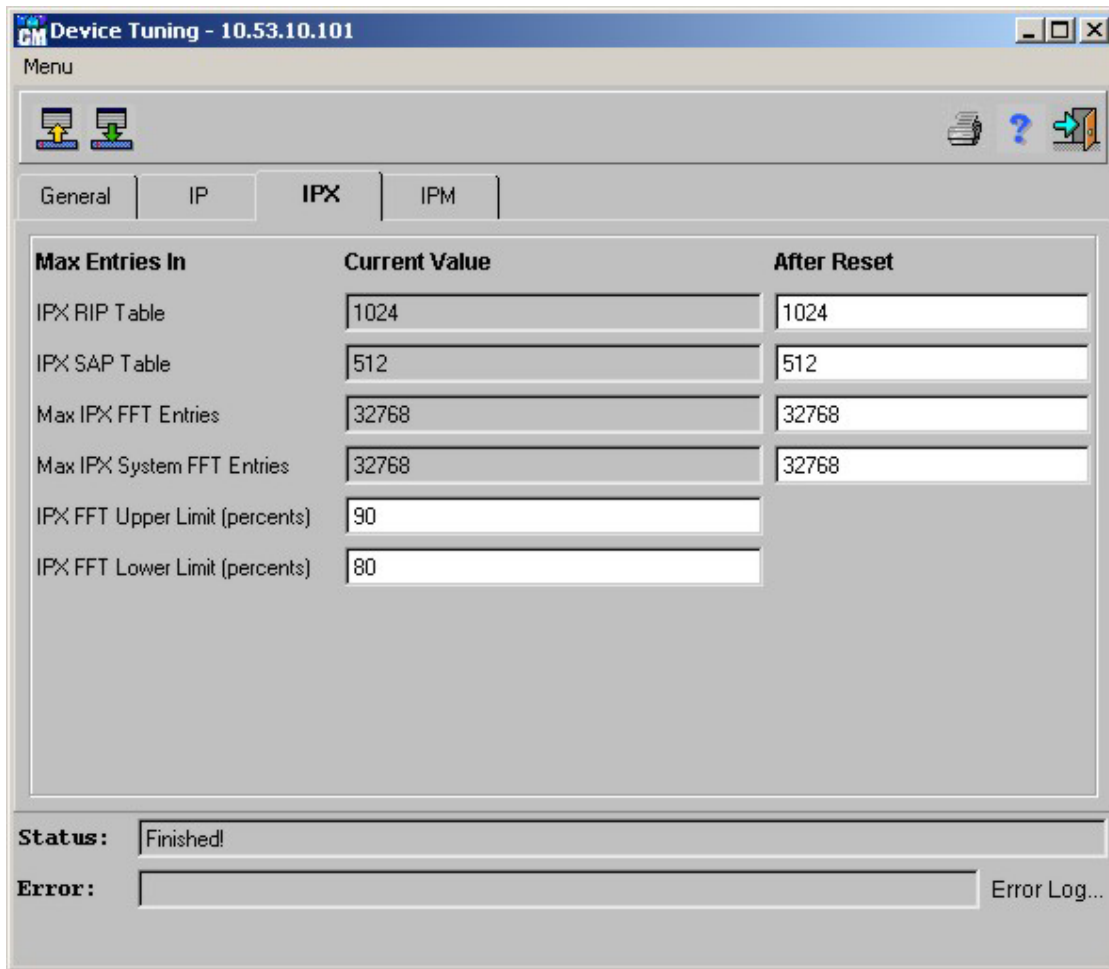 CM Device Tuning - 10.53.10.101
Menu
General IP IPX IPM
Max Entries In Current Value After Reset
IPX RIP Table 1024 1024
IPX SAP Table 512 512
Max IPX FFT Entries 32768 32768
Max IPX System FFT Entries 32768 32768
IPX FFT Upper Limit (percents) 90
IPX FFT Lower Limit (percents) 80
Status: Finished!
Error: Error Log...